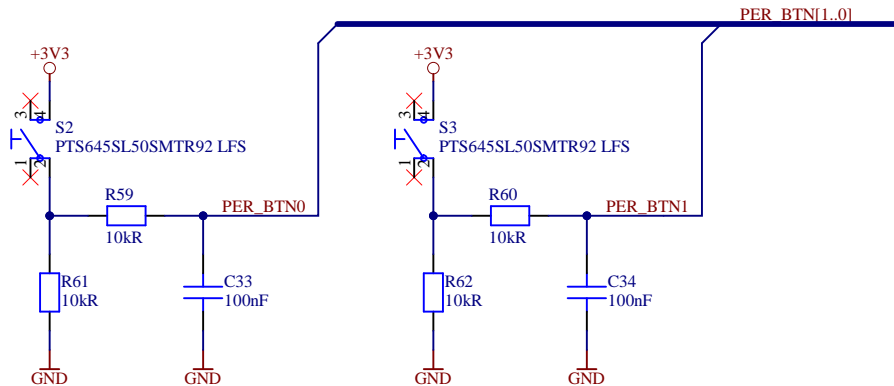 PER_BTN[1..0]
+3V3
3
4
S2
PTS645SL50SMTR92 LFS
1
2
R59
10kR
PER_BTN0
R61
10kR
C33
100nF
GND
GND
+3V3
3
4
S3
PTS645SL50SMTR92 LFS
1
2
R60
10kR
PER_BTN1
R62
10kR
C34
100nF
GND
GND